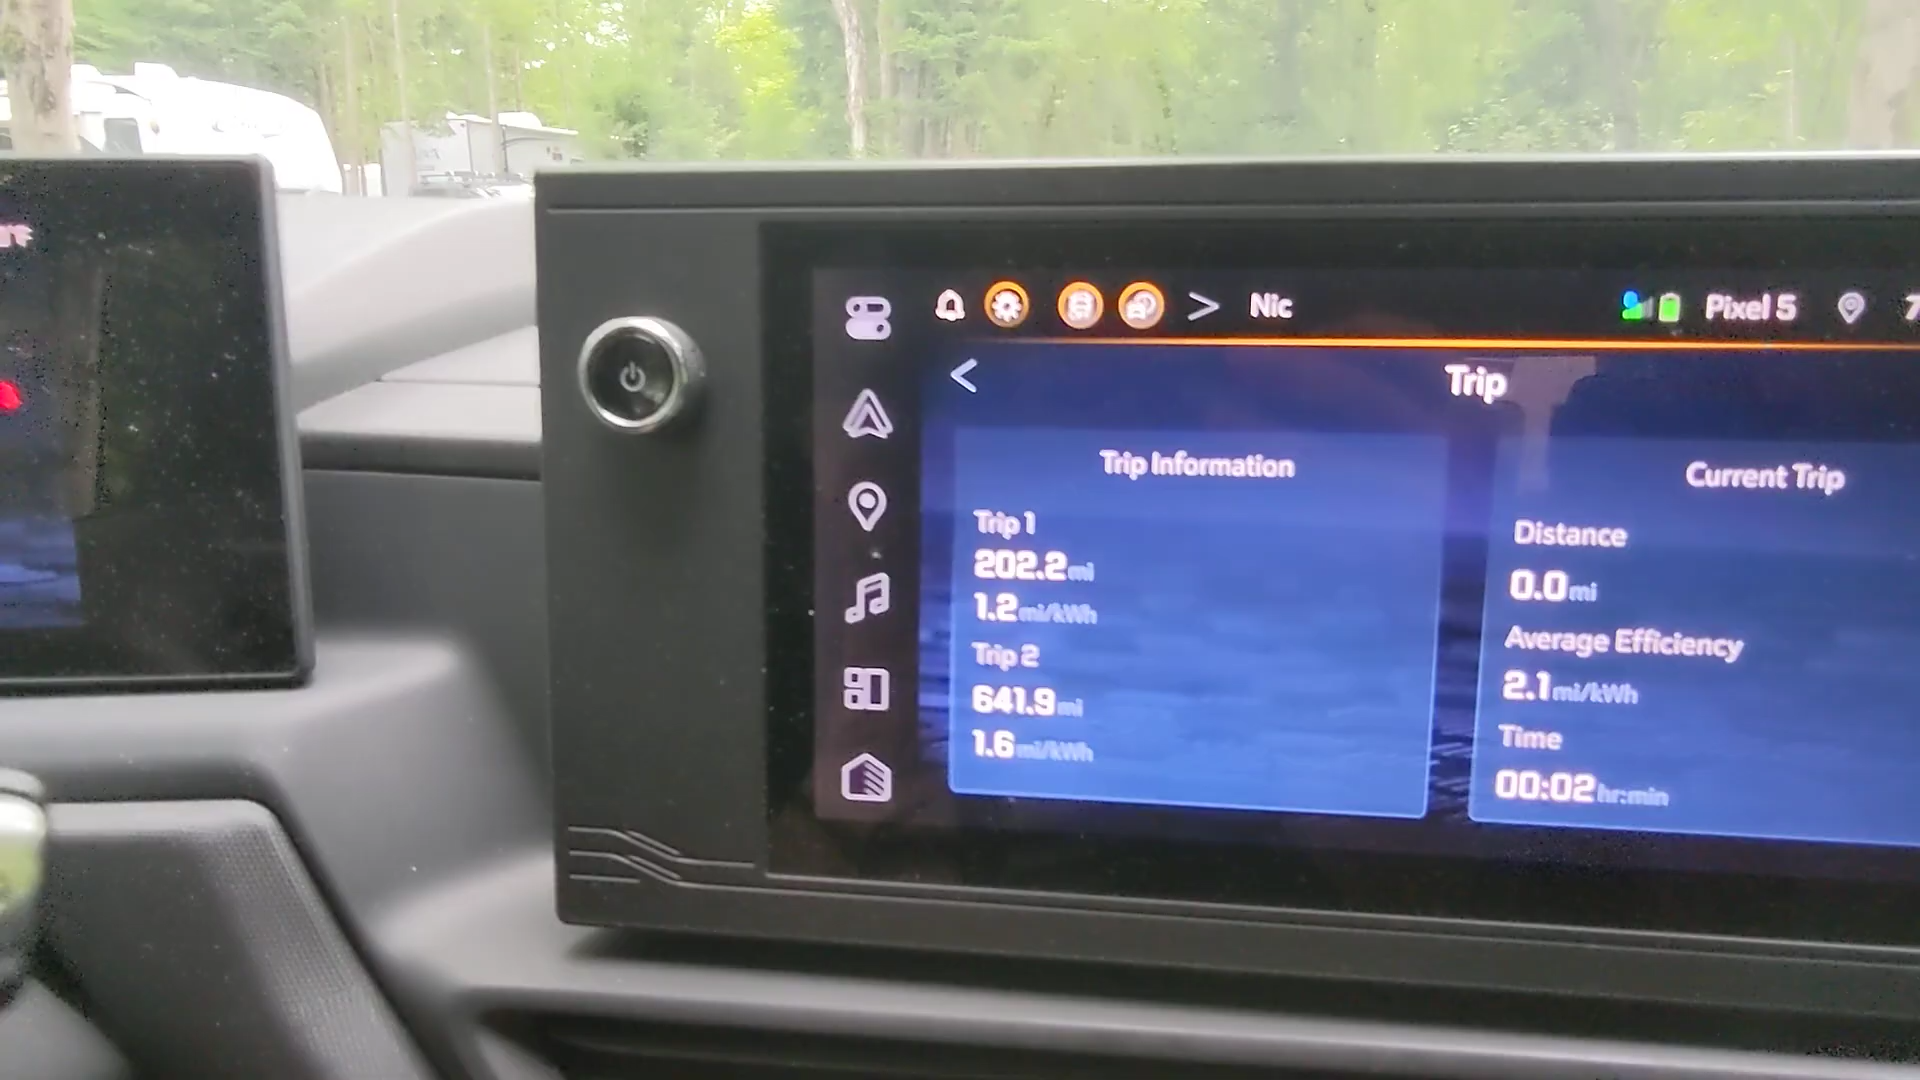 Nic
Pixel 5
Trip
Trip Information
Trip 1
202.2mi
1.2mi/kWh
Trip 2
641.9mi
1.6mi/kWh
Current Trip
Distance
0.0mi
Average Efficiency
2.1mi/kWh
Time
00:02hr:min